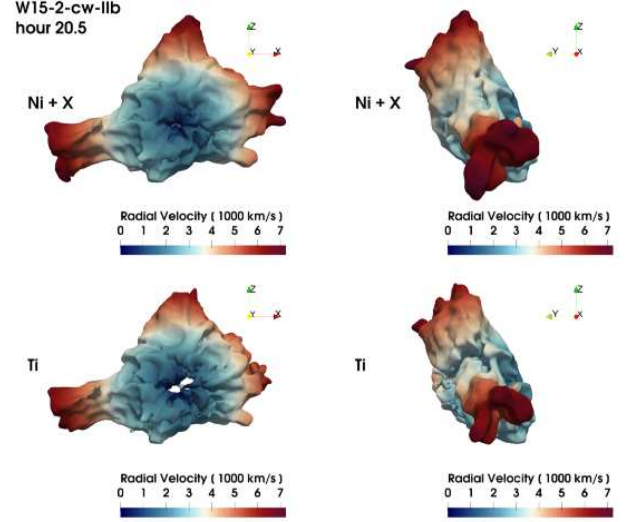 W15-2-cw-IIb
hour 20.5
Z
Y
X
Ni + X
Radial Velocity ( 1000 km/s )
0 1 2 3 4 5 6 7
Z
Y
X
Ni + X
Radial Velocity ( 1000 km/s )
0 1 2 3 4 5 6 7
Z
Y
X
Ti
Radial Velocity ( 1000 km/s )
0 1 2 3 4 5 6 7
Z
Y
X
Ti
Radial Velocity ( 1000 km/s )
0 1 2 3 4 5 6 7